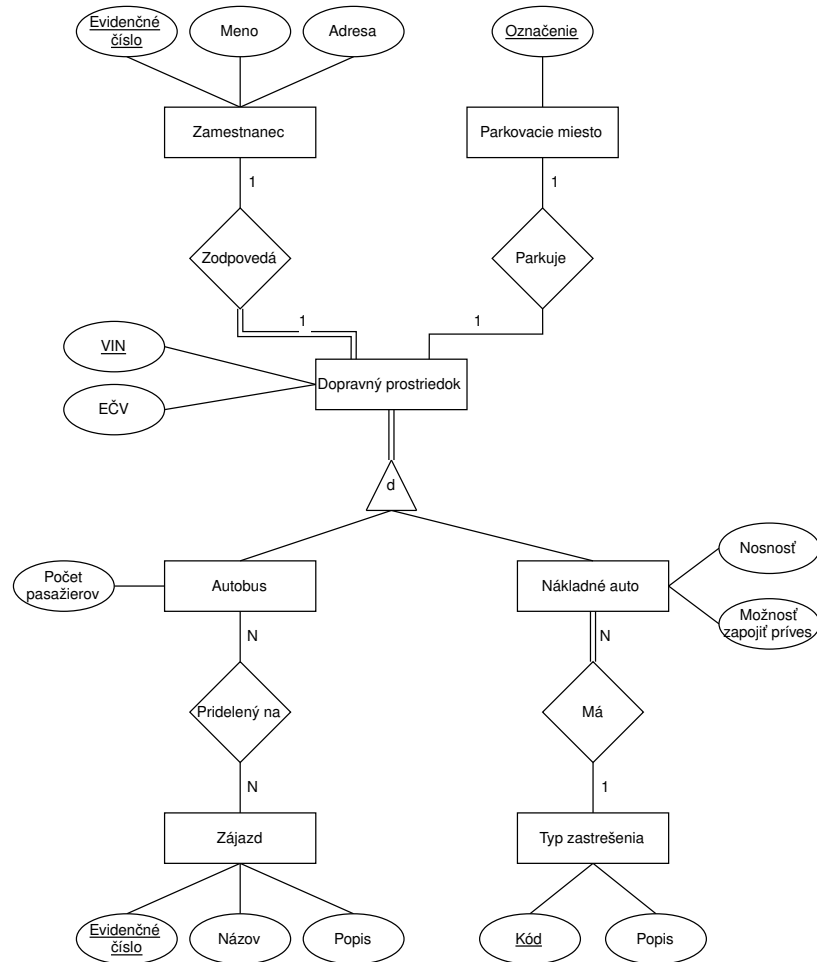 Evidenčné
číslo
Meno
Adresa
Označenie
Zamestnanec
Parkovacie miesto
1
1
Zodpovedá
Parkuje
1
1
VIN
Dopravný prostriedok
EČV
d
Nosnosť
Počet
pasažierov
Autobus
Nákladné auto
Možnosť
zapojiť príves
N
N
Pridelený na
Má
N
1
Zájazd
Typ zastrešenia
Evidenčné
číslo
Názov
Popis
Kód
Popis